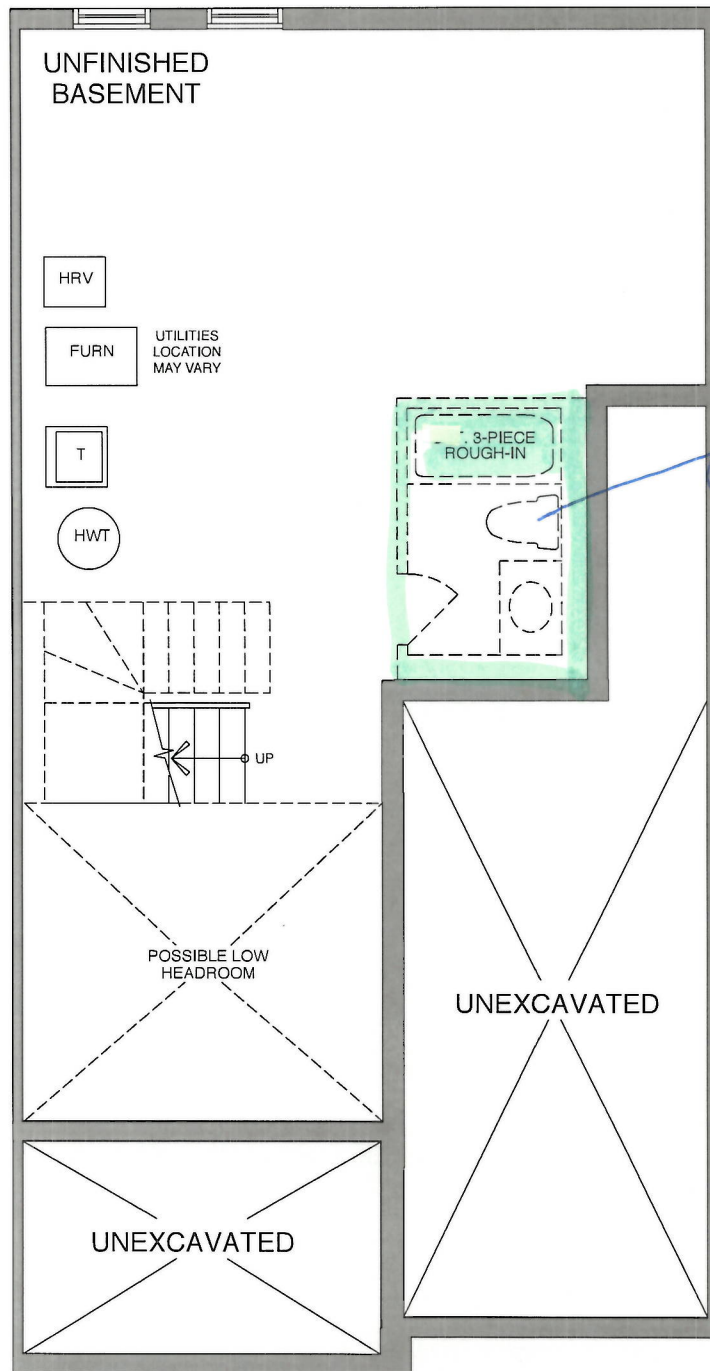 UNFINISHED
BASEMENT
HRV
FURN
UTILITIES
LOCATION
MAY VARY
T
HWT
3-PIECE
ROUGH-IN
UP
POSSIBLE LOW
HEADROOM
UNEXCAVATED
UNEXCAVATED